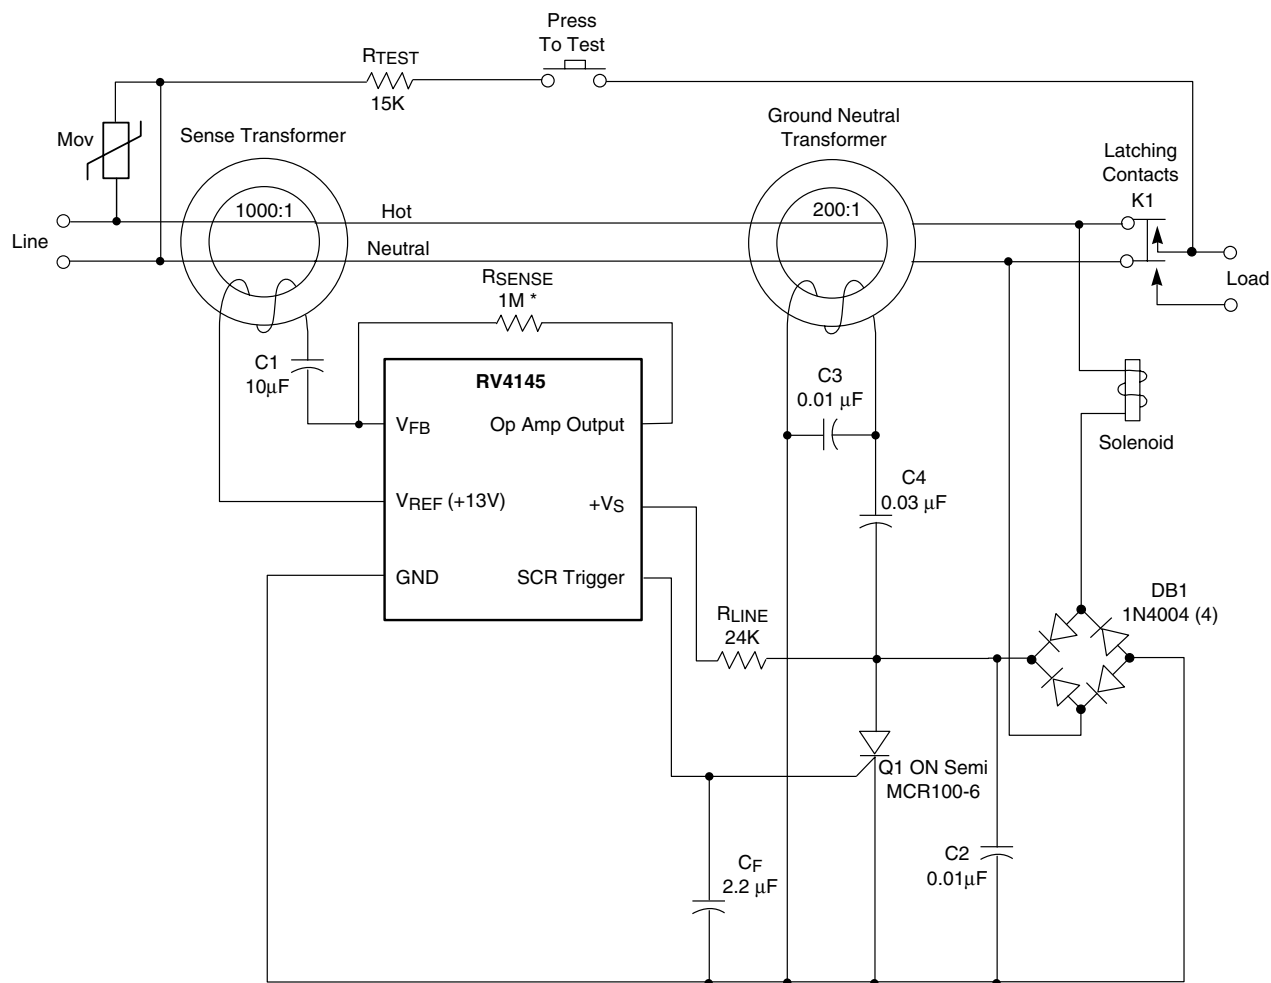 Press
To Test
RTEST
15K
Mov
Sense Transformer
Ground Neutral
Transformer
Latching
Contacts
K1
1000:1
Hot
200:1
Line
Neutral
Load
RSENSE
1M *
C1
10µF
RV4145
VFB
Op Amp Output
C3
0.01 µF
Solenoid
VREF (+13V)
+VS
C4
0.03 µF
GND
SCR Trigger
RLINE
24K
DB1
1N4004 (4)
Q1 ON Semi
MCR100-6
CF
2.2 µF
C2
0.01µF